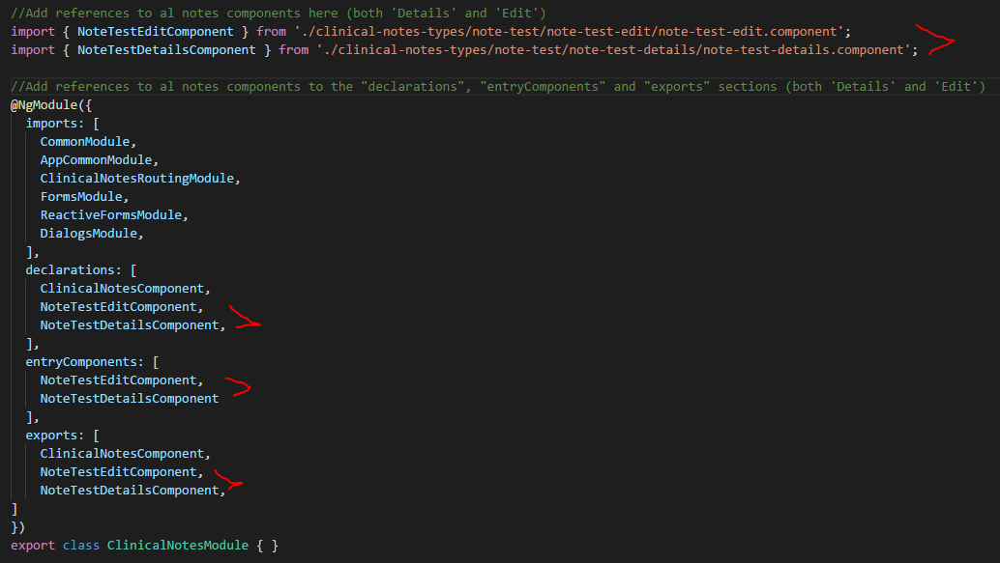 //Add references to al notes components here (both 'Details' and 'Edit')
import { NoteTestEditComponent } from './clinical-notes-types/note-test/note-test-edit/note-test-edit.component';
import { NoteTestDetailsComponent } from './clinical-notes-types/note-test/note-test-details/note-test-details.component';
//Add references to al notes components to the "declarations", "entryComponents" and "exports" sections (both 'Details' and 'Edit')
@NgModule({
imports: [
CommonModule,
AppCommonModule,
ClinicalNotesRoutingModule,
FormsModule,
ReactiveFormsModule,
DialogsModule,
],
declarations: [
ClinicalNotesComponent,
NoteTestEditComponent,
NoteTestDetailsComponent,
],
entryComponents: [
NoteTestEditComponent,
NoteTestDetailsComponent
],
exports: [
ClinicalNotesComponent,
NoteTestEditComponent,
NoteTestDetailsComponent,
]
})
export class ClinicalNotesModule { }